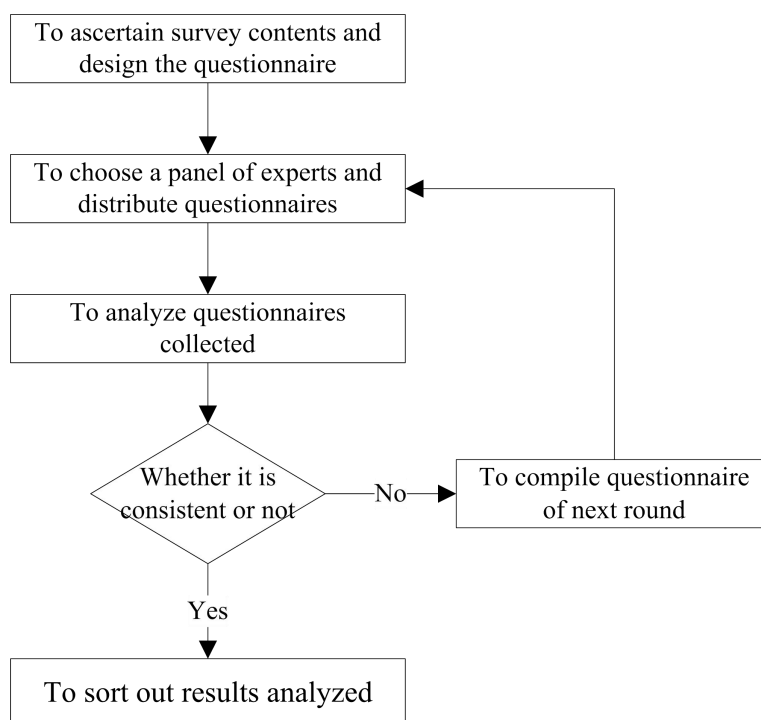 To ascertain survey contents and
design the questionnaire
To choose a panel of experts and
distribute questionnaires
To analyze questionnaires
collected
Whether it is
consistent or not
No
To compile questionnaire
of next round
Yes
To sort out results analyzed